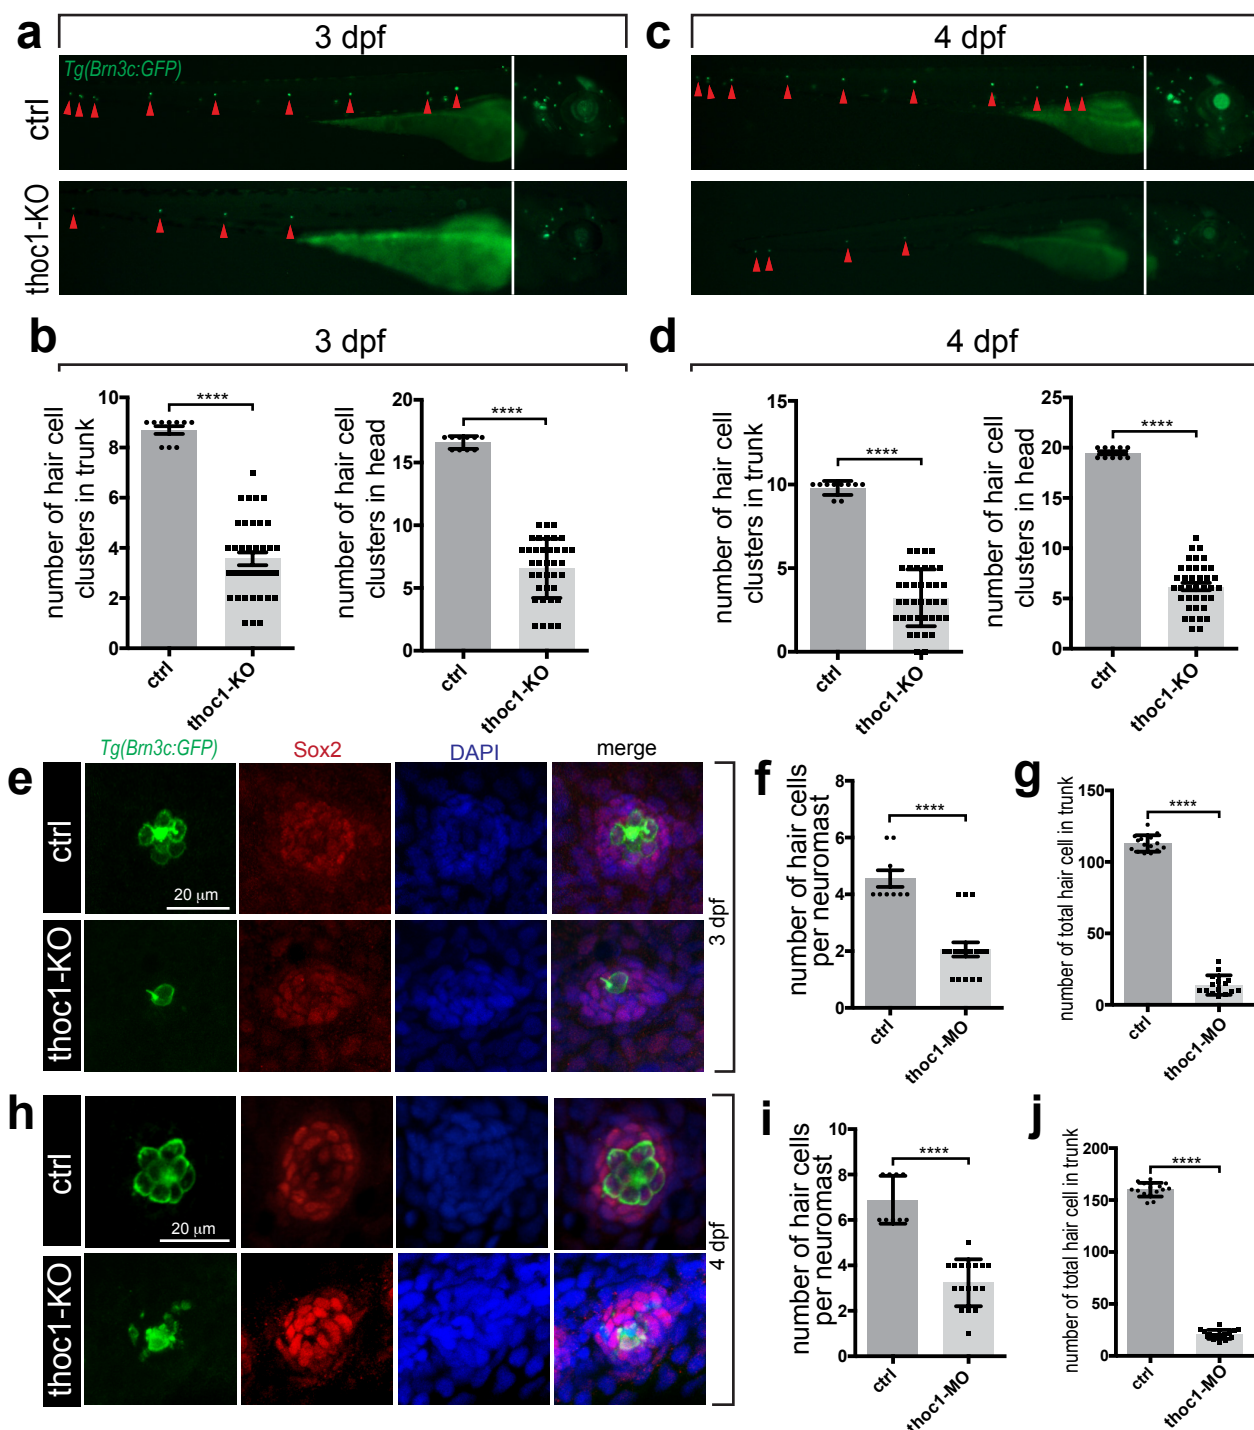 a
3 dpf
c
4 dpf
Tg(Brn3c:GFP)
ctrl
thoc1-KO
b
3 dpf
d
4 dpf
number of hair cell
clusters in trunk
10
8
6
4
2
0
****
ctrl
thoc1-KO
number of hair cell
clusters in head
20
15
10
5
0
****
ctrl
thoc1-KO
number of hair cell
clusters in trunk
15
10
5
0
****
ctrl
thoc1-KO
number of hair cell
clusters in head
25
20
15
10
5
0
****
ctrl
thoc1-KO
e
Tg(Brn3c:GFP)
Sox2
DAPI
merge
ctrl
20 μm
thoc1-KO
3 dpf
f
number of hair cells
per neuromast
8
6
4
2
0
****
ctrl
thoc1-MO
g
number of total hair cell in trunk
150
100
50
0
****
ctrl
thoc1-MO
h
ctrl
20 μm
thoc1-KO
4 dpf
i
number of hair cells
per neuromast
10
8
6
4
2
0
****
ctrl
thoc1-MO
j
number of total hair cell in trunk
200
150
100
50
0
****
ctrl
thoc1-MO